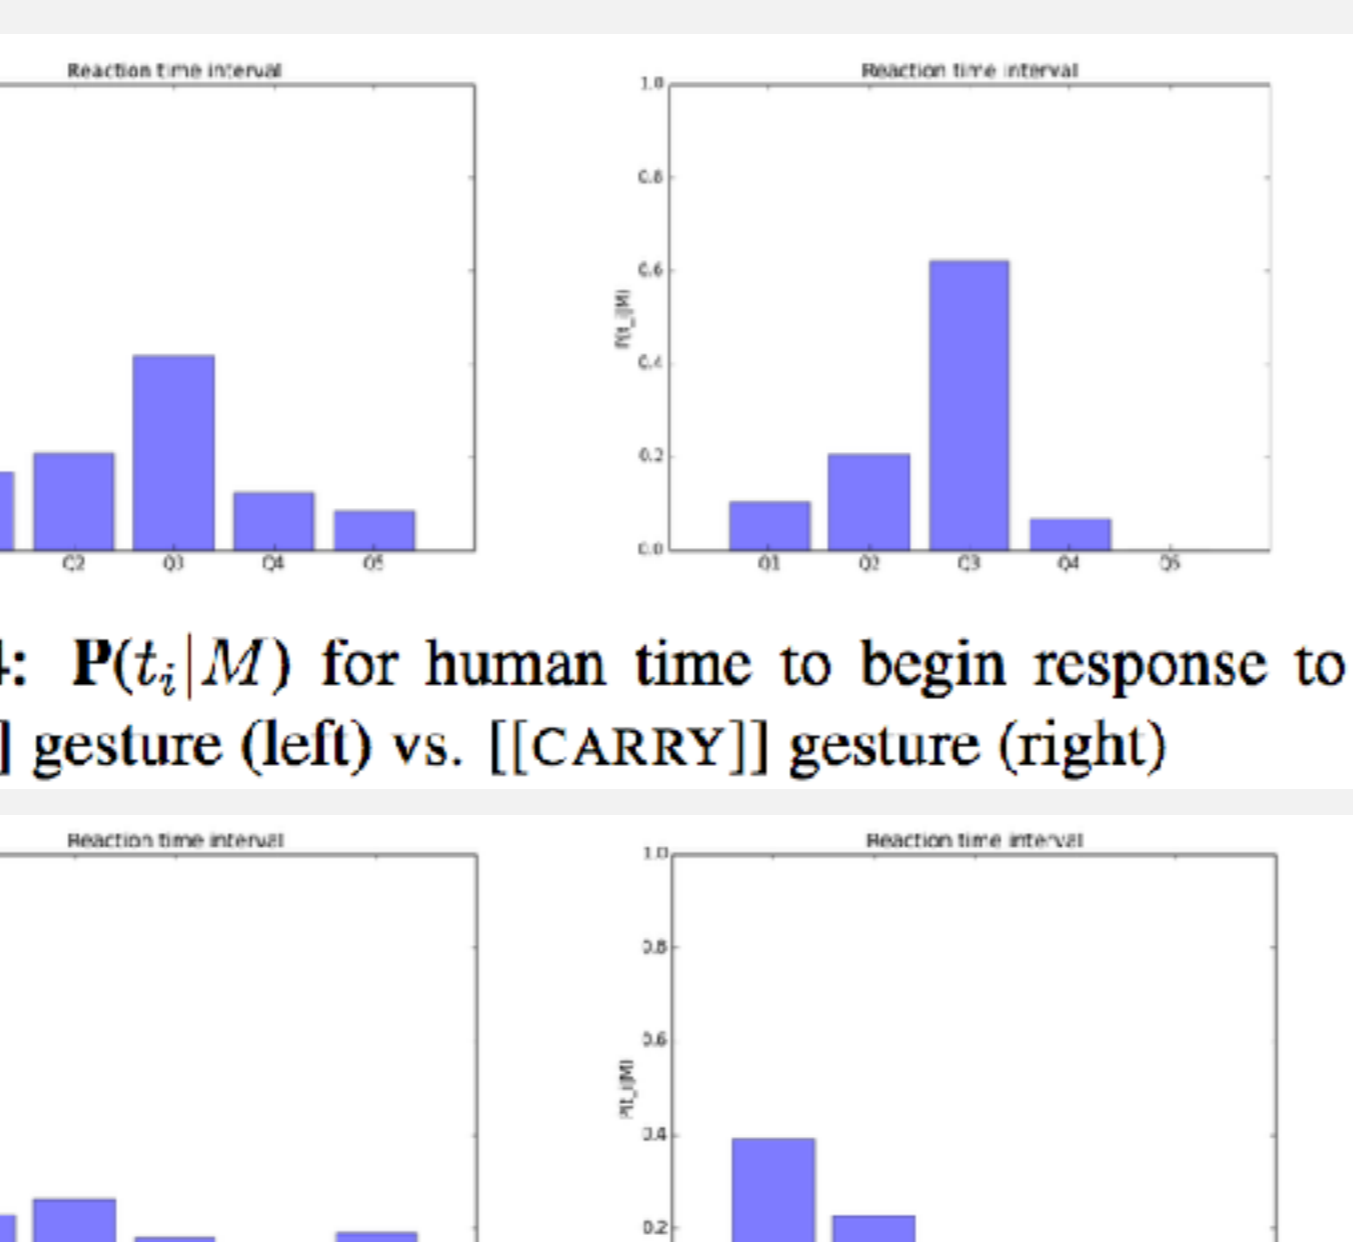 Reaction time interval
Reaction time interval
1.0
0.8
0.6
P(t_i|M)
0.4
0.2
0.0
Q2 Q3 Q4 Q5
Q1 Q2 Q3 Q4 Q5
4: P(ti|M) for human time to begin response to
] gesture (left) vs. [[CARRY]] gesture (right)
Reaction time interval
Reaction time interval
1.0
0.8
0.6
P(t_i|M)
0.4
0.2